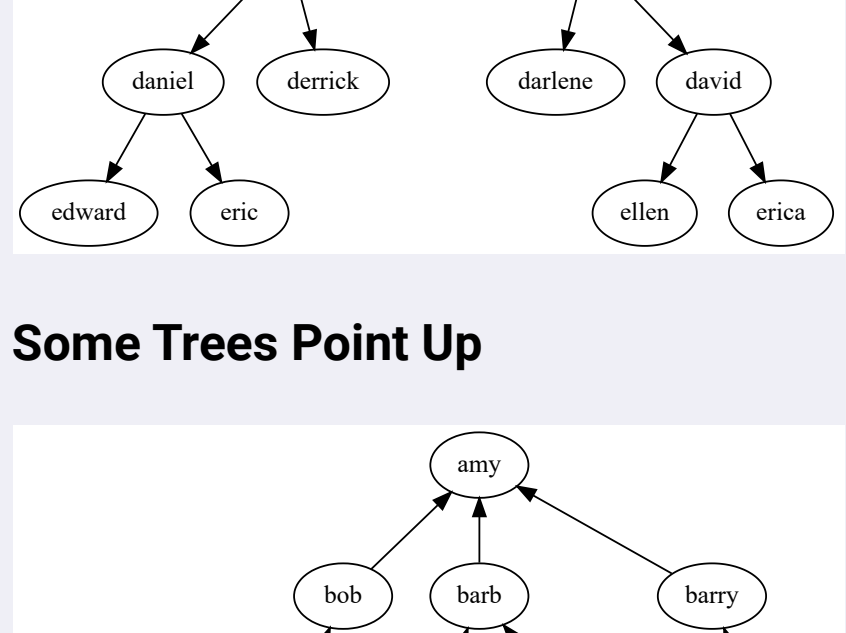 daniel derrick darlene david
edward eric ellen erica
Some Trees Point Up
amy
bob barb barry